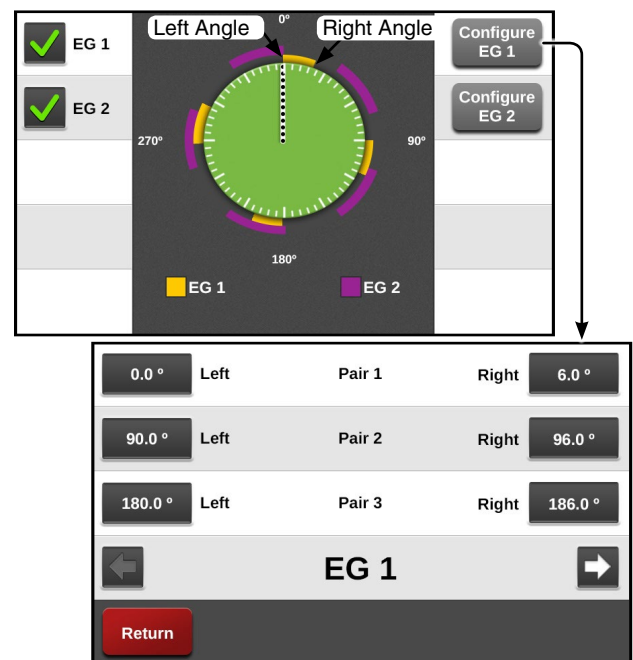 Left Angle
0º
Right Angle
EG 1
Configure
EG 1
EG 2
Configure
EG 2
270º
90º
180º
EG 1
EG 2
0.0 º Left Pair 1 Right 6.0 º
90.0 º Left Pair 2 Right 96.0 º
180.0 º Left Pair 3 Right 186.0 º
EG 1
Return